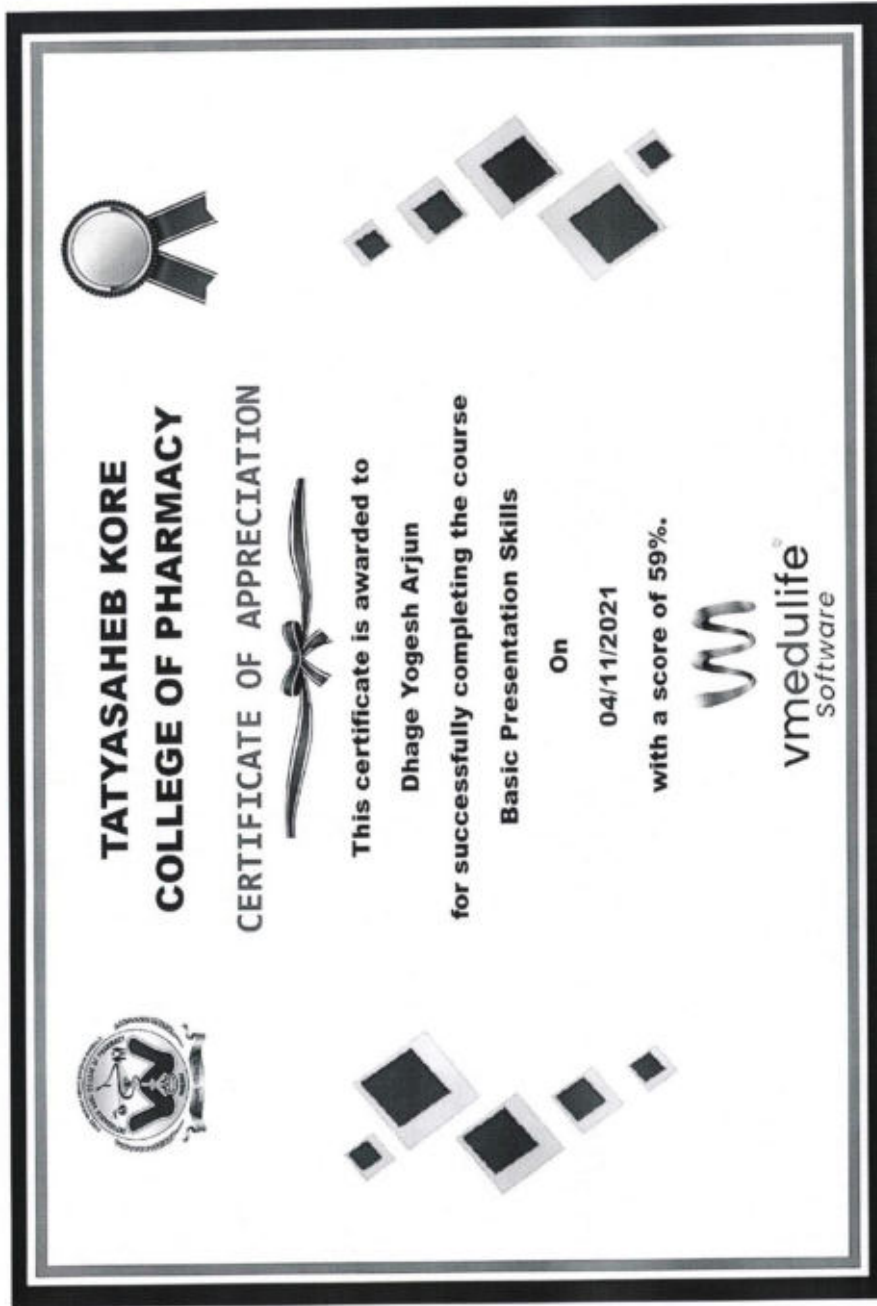 TATYASAHEB KORE
COLLEGE OF PHARMACY
CERTIFICATE OF APPRECIATION
This certificate is awarded to
Dhage Yogesh Arjun
for successfully completing the course
Basic Presentation Skills
On
04/11/2021
with a score of 59%.
vmedulife
Software